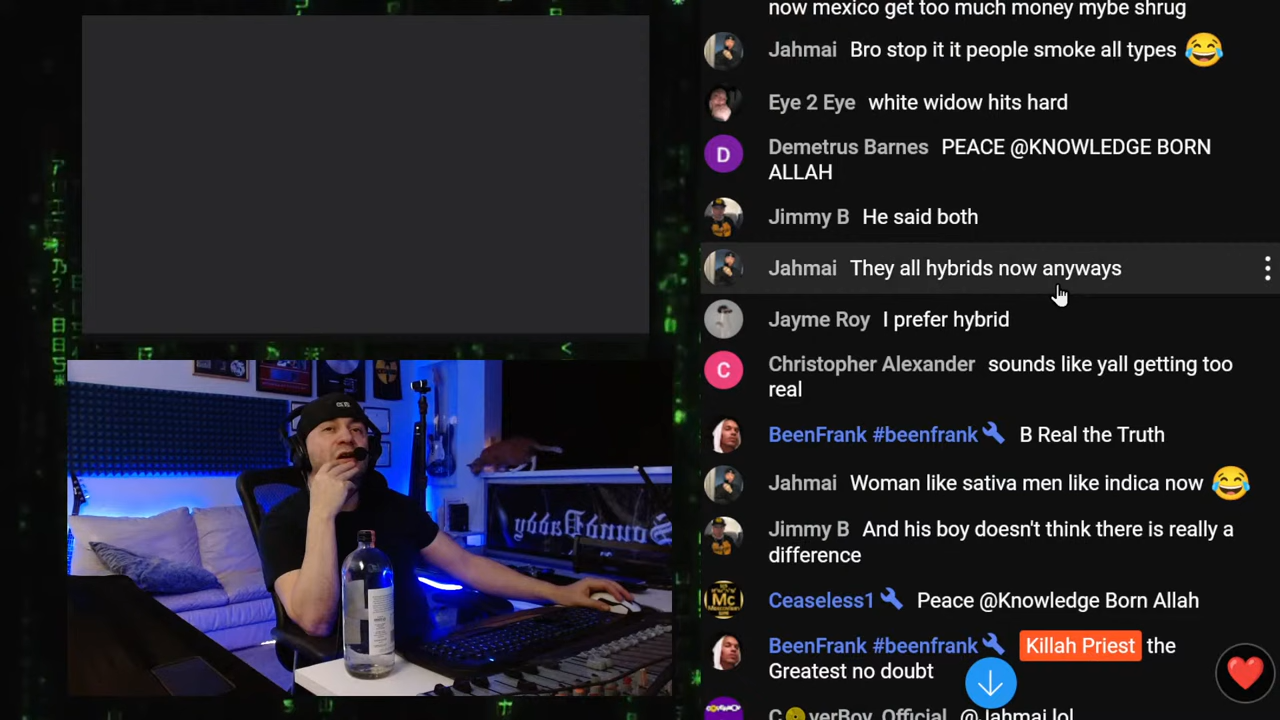 now mexico get too much money mybe shrug
Jahmai Bro stop it it people smoke all types 😂
Eye 2 Eye white widow hits hard
D
Demetrus Barnes PEACE @KNOWLEDGE BORN
ALLAH
Jimmy B He said both
Jahmai They all hybrids now anyways
Jayme Roy I prefer hybrid
C
Christopher Alexander sounds like yall getting too
real
BeenFrank #beenfrank B Real the Truth
Jahmai Woman like sativa men like indica now 😂
Jimmy B And his boy doesn't think there is really a
difference
Mc
Ceaseless1 Peace @Knowledge Born Allah
BeenFrank #beenfrank Killah Priest the
Greatest no doubt
@Jahmai lol
SoundDaddy